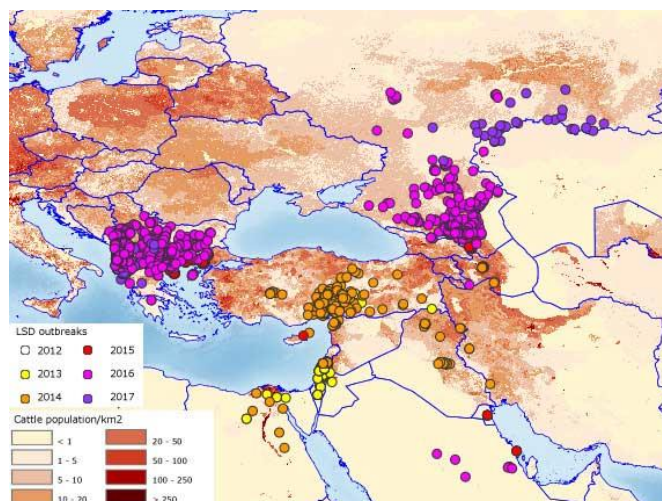 LSD outbreaks
2012 2015
2013 2016
2014 2017
Cattle population/km2
< 1 20 - 50
1 - 5 50 - 100
5 - 10 100 - 250
10 - 20 > 250